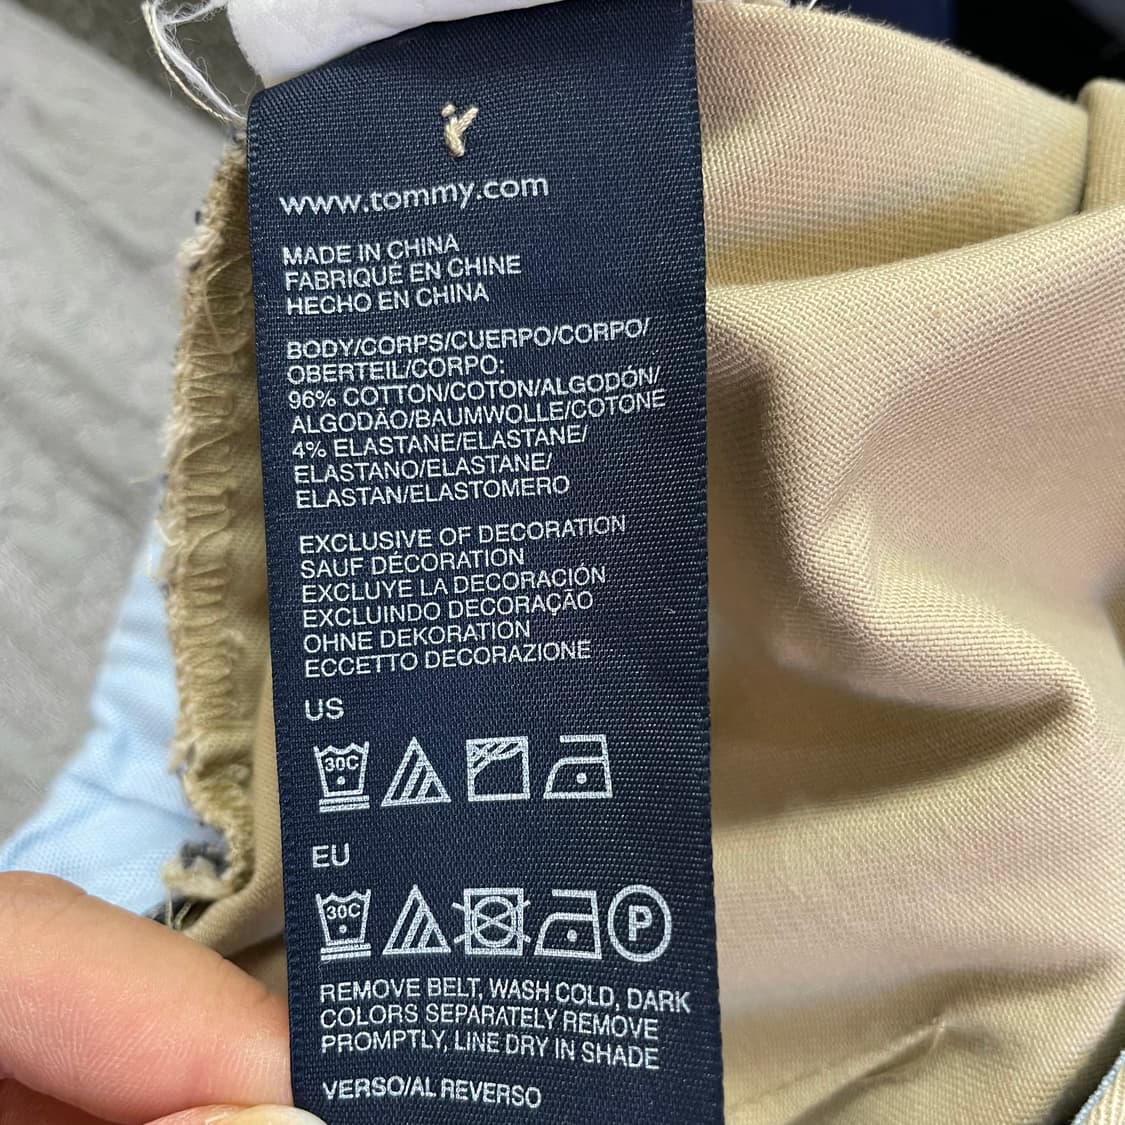 www.tommy.com
MADE IN CHINA
FABRIQUÉ EN CHINE
HECHO EN CHINA
BODY/CORPS/CUERPO/CORPO/
OBERTEIL/CORPO:
96% COTTON/COTON/ALGODÓN/
ALGODÃO/BAUMWOLLE/COTONE
4% ELASTANE/ELASTANE/
ELASTANO/ELASTANE/
ELASTAN/ELASTOMERO
EXCLUSIVE OF DECORATION
SAUF DÉCORATION
EXCLUYE LA DECORACIÓN
EXCLUINDO DECORAÇÃO
OHNE DEKORATION
ECCETTO DECORAZIONE
US
30C
EU
30C P
REMOVE BELT, WASH COLD, DARK
COLORS SEPARATELY REMOVE
PROMPTLY, LINE DRY IN SHADE
VERSO/AL REVERSO